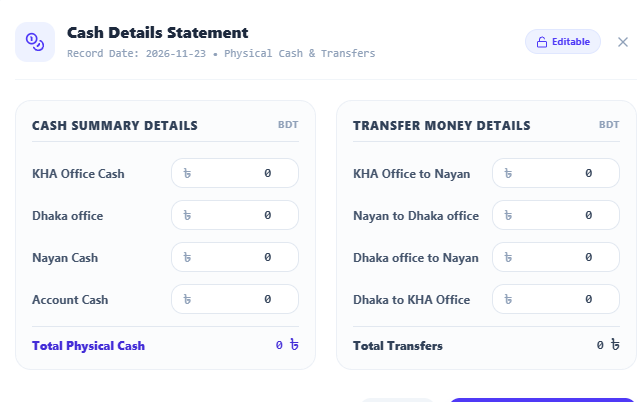 Cash Details Statement
Record Date: 2026-11-23 • Physical Cash & Transfers
Editable
CASH SUMMARY DETAILS BDT
KHA Office Cash ৳ 0
Dhaka office ৳ 0
Nayan Cash ৳ 0
Account Cash ৳ 0
Total Physical Cash 0 ৳
TRANSFER MONEY DETAILS BDT
KHA Office to Nayan ৳ 0
Nayan to Dhaka office ৳ 0
Dhaka office to Nayan ৳ 0
Dhaka to KHA Office ৳ 0
Total Transfers 0 ৳